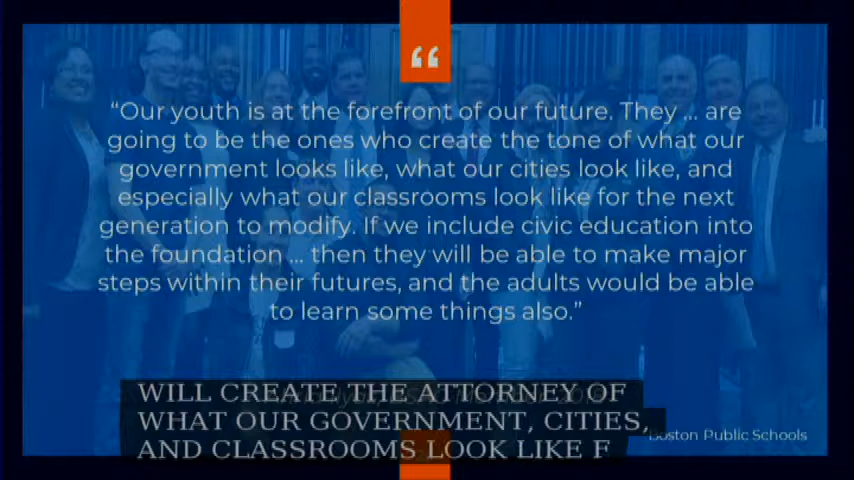 “
“Our youth is at the forefront of our future. They ... are
going to be the ones who create the tone of what our
government looks like, what our cities look like, and
especially what our classrooms look like for the next
generation to modify. If we include civic education into
the foundation ... then they will be able to make major
steps within their futures, and the adults would be able
to learn some things also.”
WILL CREATE THE ATTORNEY OF
WHAT OUR GOVERNMENT, CITIES,
AND CLASSROOMS LOOK LIKE F
Boston Public Schools